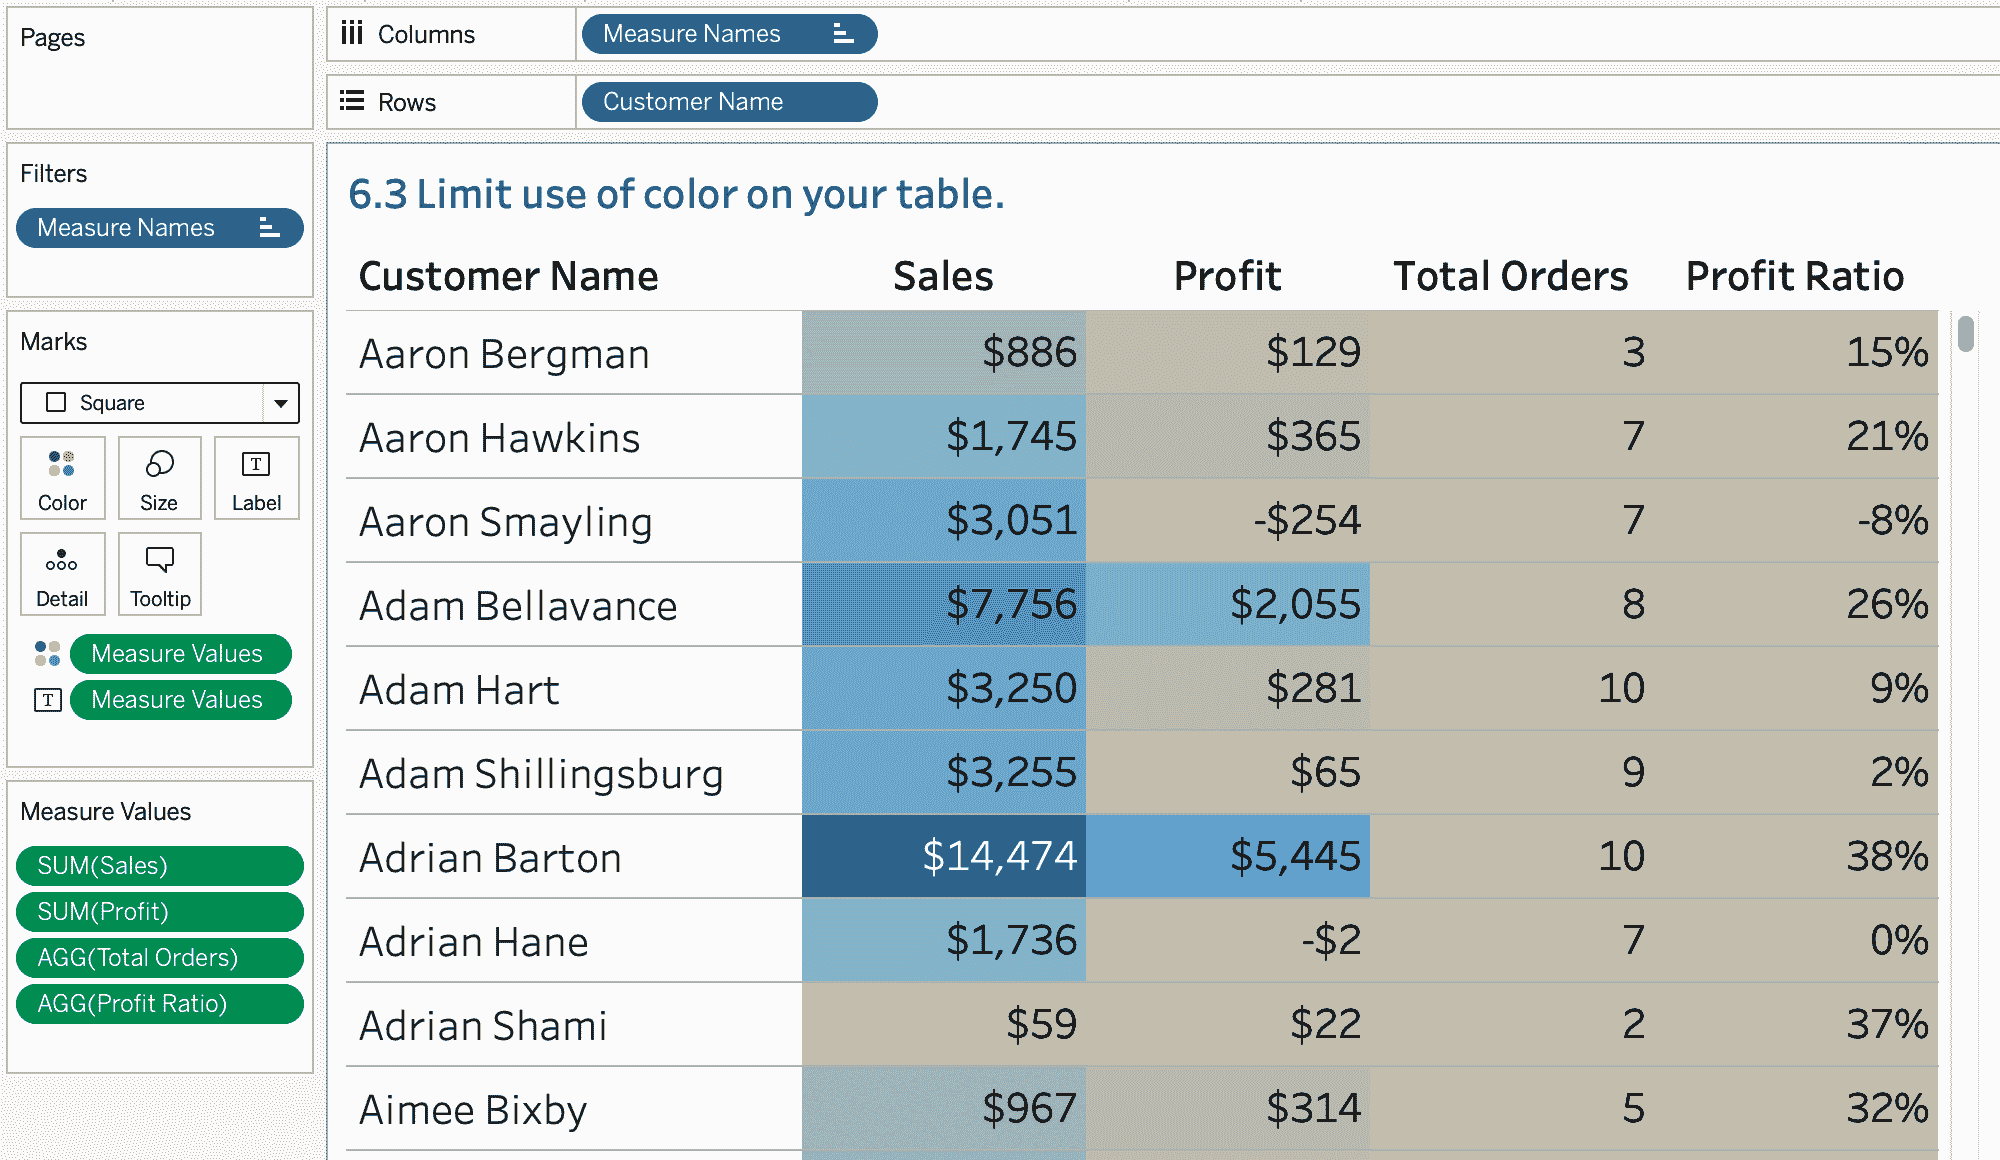 Pages
Columns
Measure Names
Rows
Customer Name
Filters
Measure Names
Marks
Square
Color
Size
T
Label
Detail
Tooltip
Measure Values
T
Measure Values
Measure Values
SUM(Sales)
SUM(Profit)
AGG(Total Orders)
AGG(Profit Ratio)
6.3 Limit use of color on your table.
Customer Name Sales Profit Total Orders Profit Ratio
Aaron Bergman $886 $129 3 15%
Aaron Hawkins $1,745 $365 7 21%
Aaron Smayling $3,051 -$254 7 -8%
Adam Bellavance $7,756 $2,055 8 26%
Adam Hart $3,250 $281 10 9%
Adam Shillingsburg $3,255 $65 9 2%
Adrian Barton $14,474 $5,445 10 38%
Adrian Hane $1,736 -$2 7 0%
Adrian Shami $59 $22 2 37%
Aimee Bixby $967 $314 5 32%